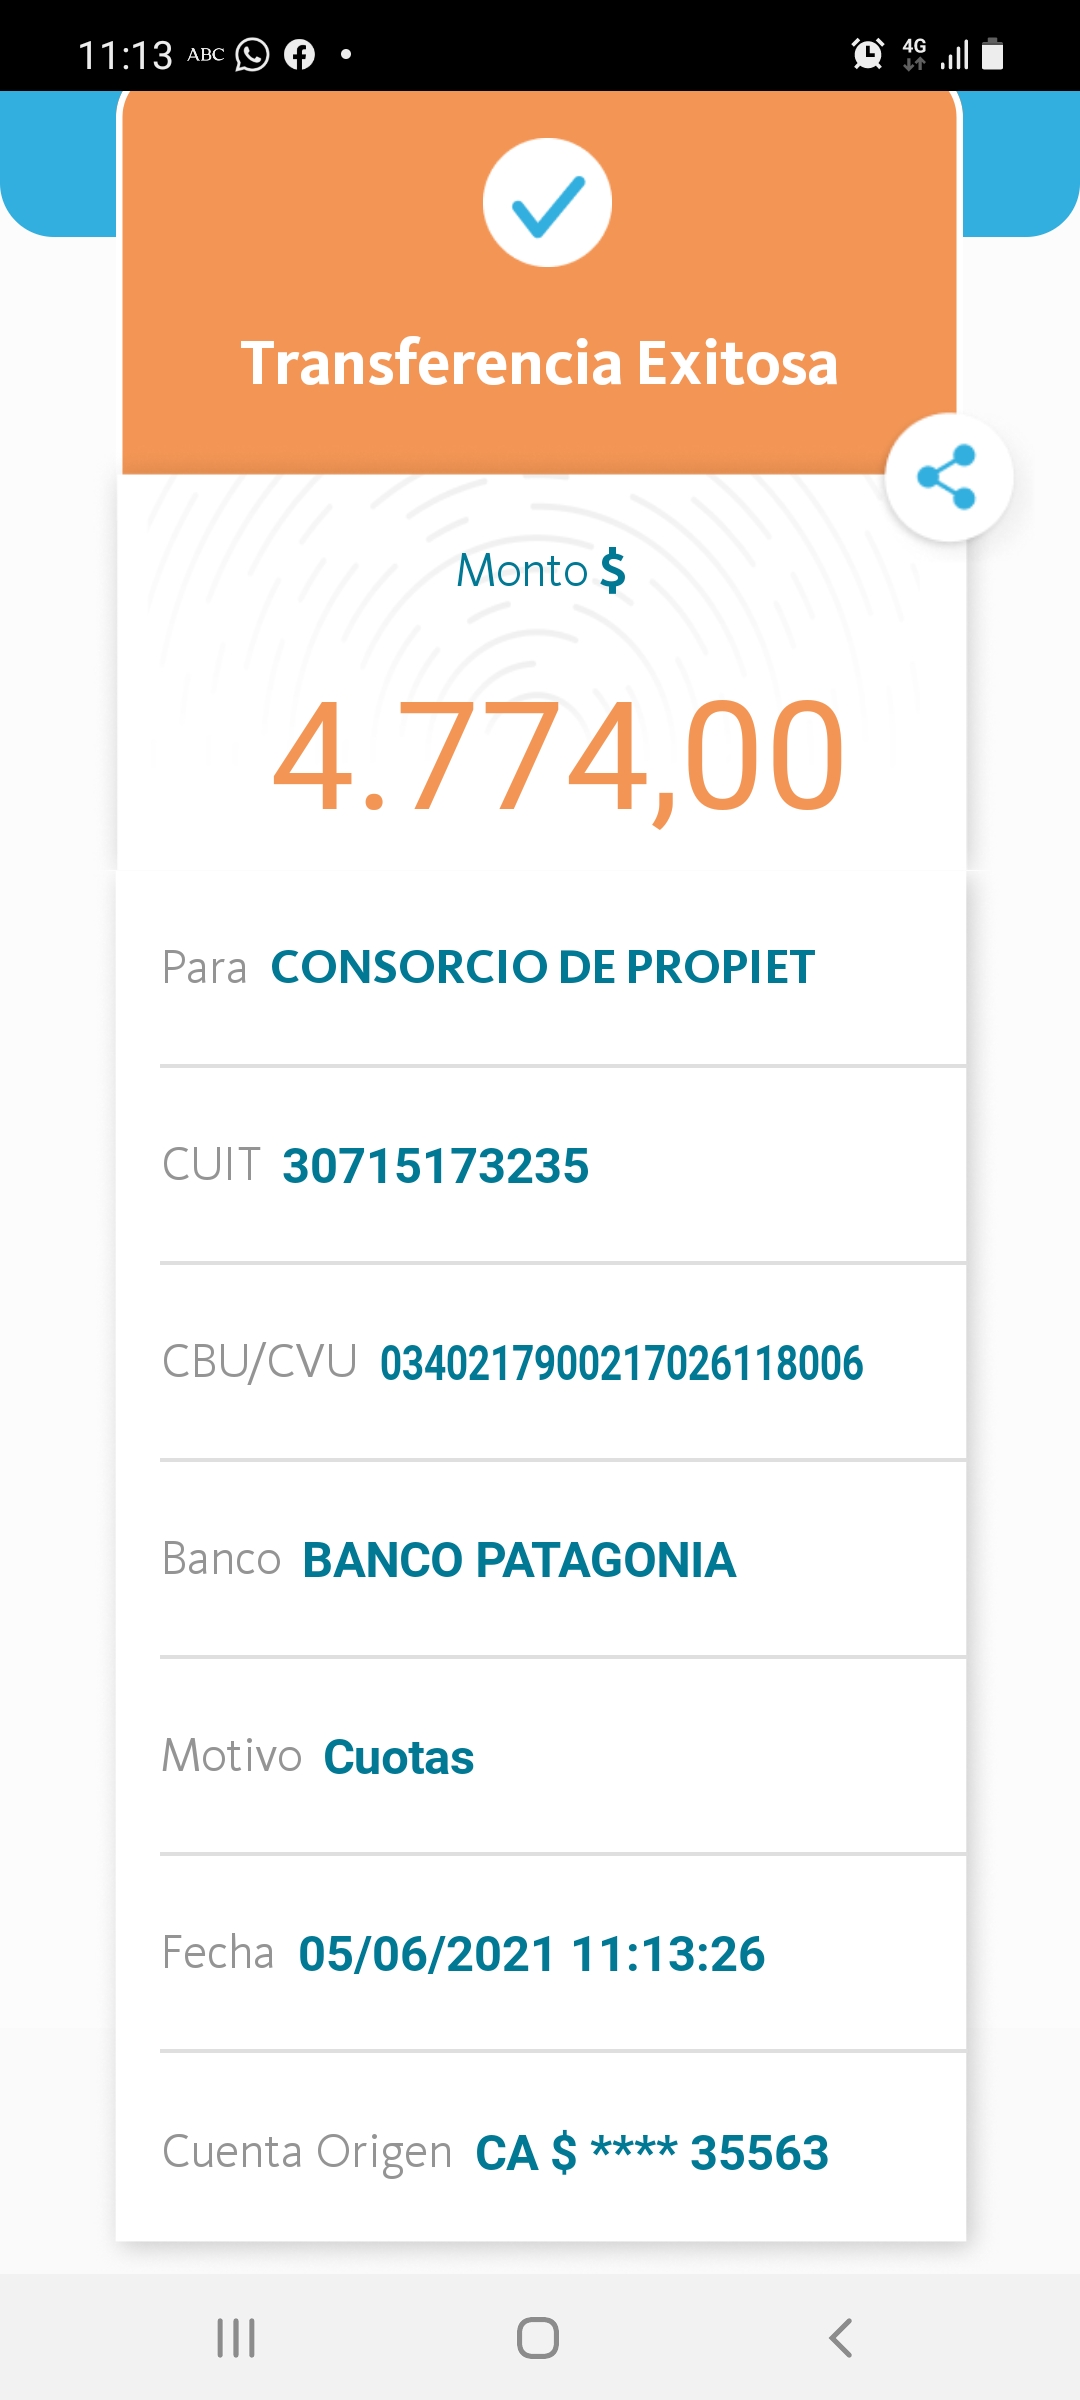 11:13 ABC 4G
Transferencia Exitosa
Monto $
4.774,00
Para CONSORCIO DE PROPIET
CUIT 30715173235
CBU/CVU 0340217900217026118006
Banco BANCO PATAGONIA
Motivo Cuotas
Fecha 05/06/2021 11:13:26
Cuenta Origen CA $ **** 35563